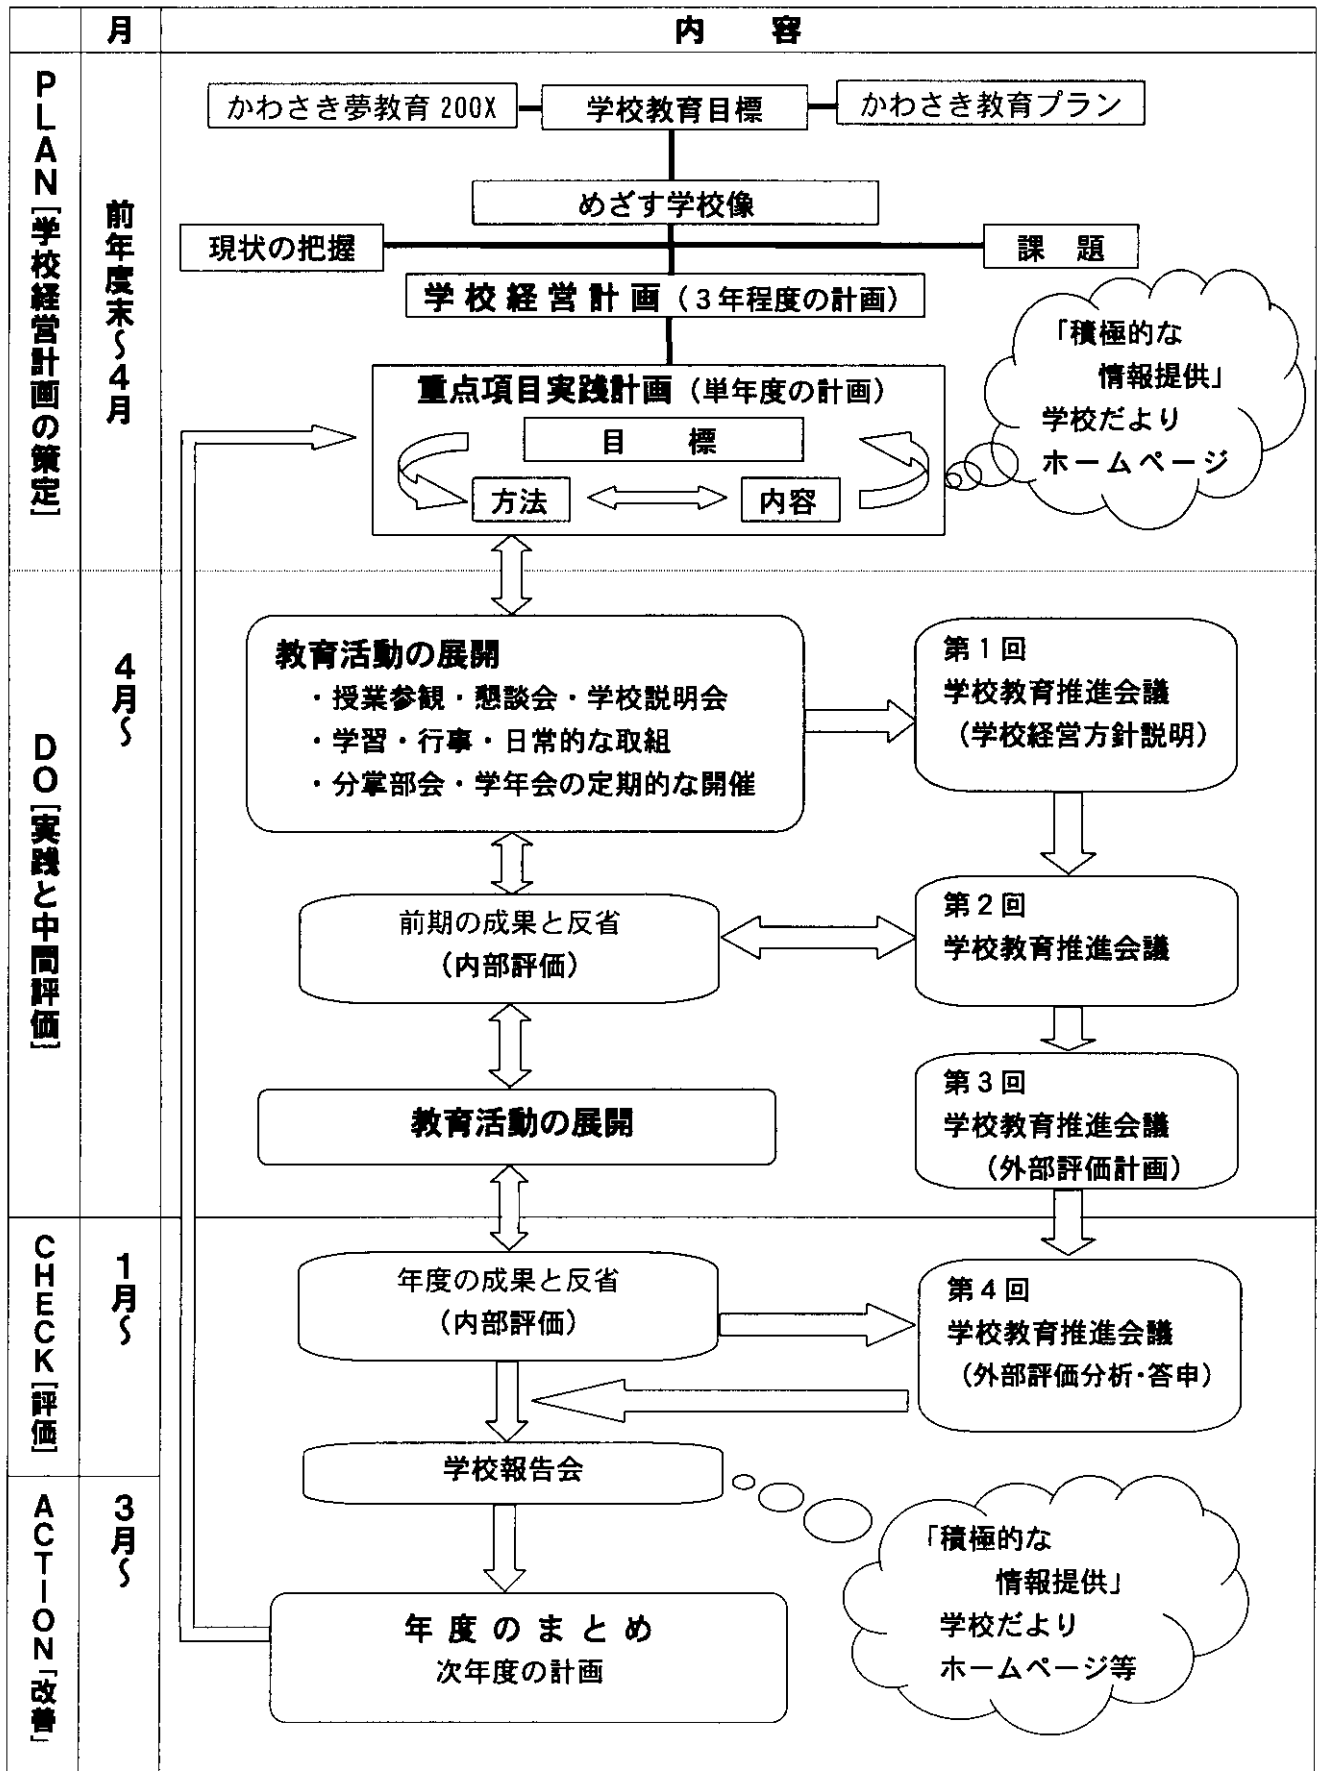 月
内　容
PLAN［学校経営計画の策定］
前年度末～4月
かわさき夢教育 200X
学校教育目標
かわさき教育プラン
めざす学校像
現状の把握
課　題
学校経営計画（３年程度の計画）
重点項目実践計画（単年度の計画）
目　標
方法
内容
「積極的な
情報提供」
学校だより
ホームページ
DO［実践と中間評価］
4月～
教育活動の展開
・授業参観・懇談会・学校説明会
・学習・行事・日常的な取組
・分掌部会・学年会の定期的な開催
第１回
学校教育推進会議
（学校経営方針説明）
前期の成果と反省
（内部評価）
第２回
学校教育推進会議
教育活動の展開
第３回
学校教育推進会議
（外部評価計画）
CHECK［評価］
1月～
年度の成果と反省
（内部評価）
第４回
学校教育推進会議
（外部評価分析・答申）
学校報告会
ACTION「改善」
3月～
「積極的な
情報提供」
学校だより
ホームページ等
年度のまとめ
次年度の計画